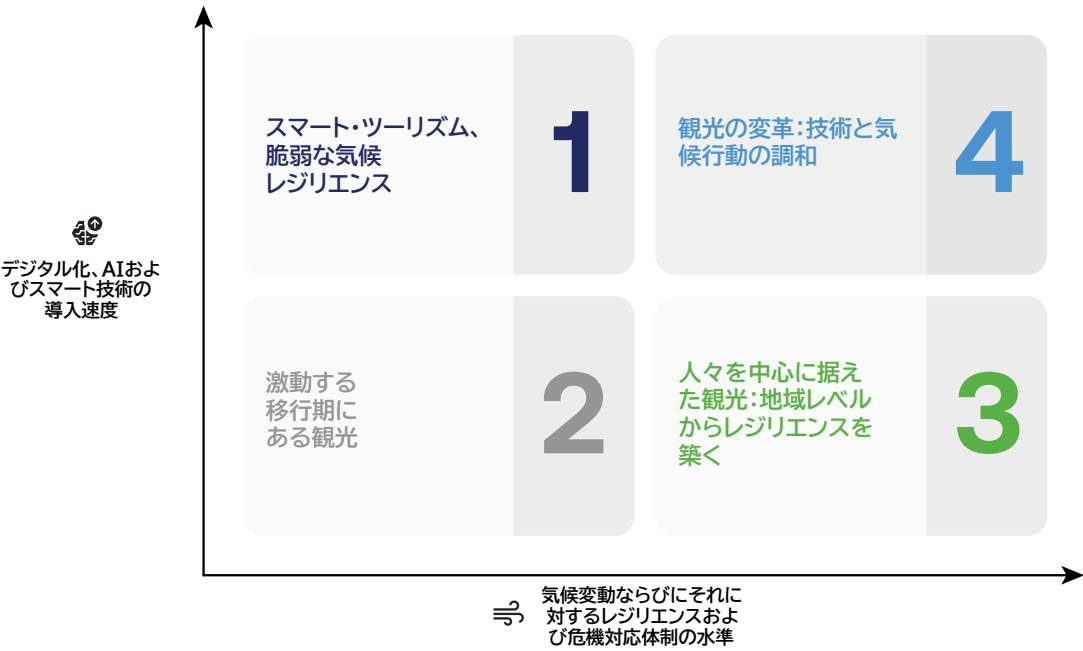 スマート・ツーリズム、
脆弱な気候
レジリエンス
1
観光の変革：技術と気
候行動の調和
4
デジタル化、AIおよ
びスマート技術の
導入速度
激動する
移行期に
ある観光
2
人々を中心に据え
た観光：地域レベル
からレジリエンスを
築く
3
気候変動ならびにそれに
対するレジリエンスおよ
び危機対応体制の水準